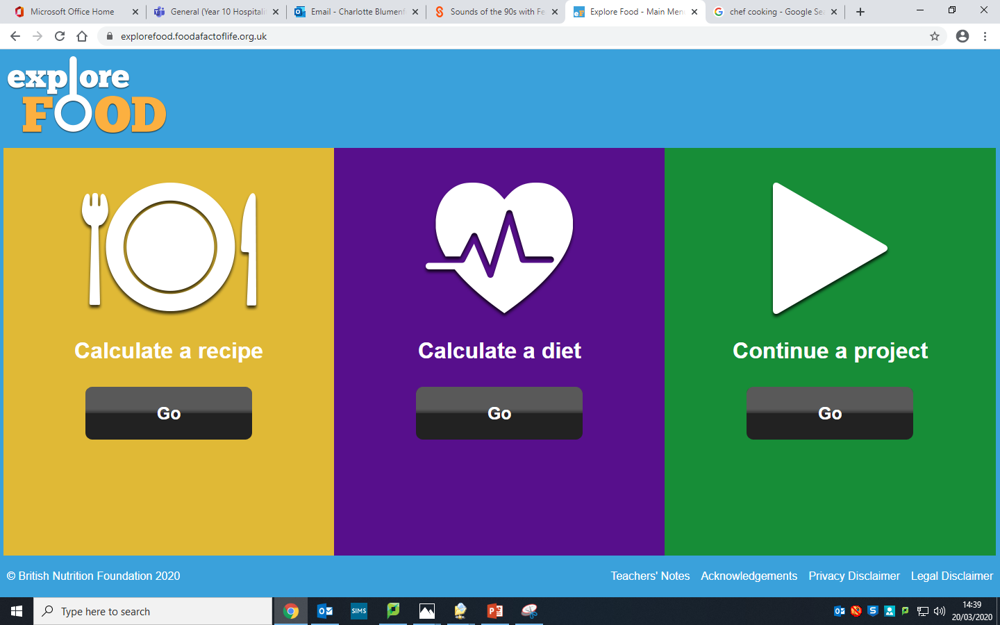 Microsoft Office Home
General (Year 10 Hospitali
Email - Charlotte Blumenf
Sounds of the 90s with Fe
Explore Food - Main Men
chef cooking - Google Sea
explorefood.foodafactoflife.org.uk
explore
FOOD
Calculate a recipe
Calculate a diet
Continue a project
Go
Go
Go
© British Nutrition Foundation 2020
Teachers' Notes
Acknowledgements
Privacy Disclaimer
Legal Disclaimer
Type here to search
SIMS
14:39
20/03/2020